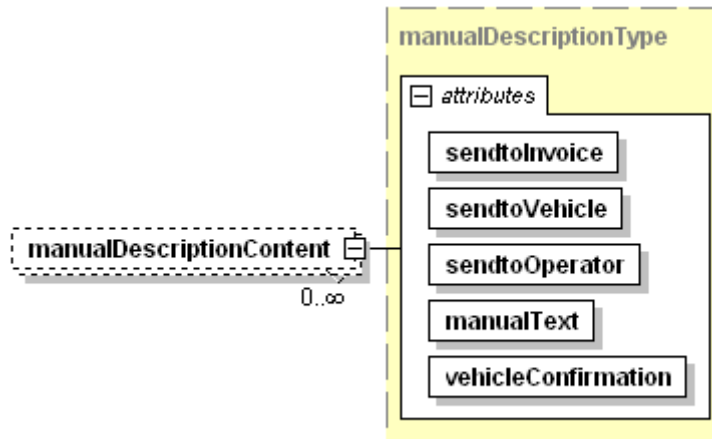 manualDescriptionType
attributes
sendtoInvoice
sendtoVehicle
manualDescriptionContent
sendtoOperator
0..∞
manualText
vehicleConfirmation